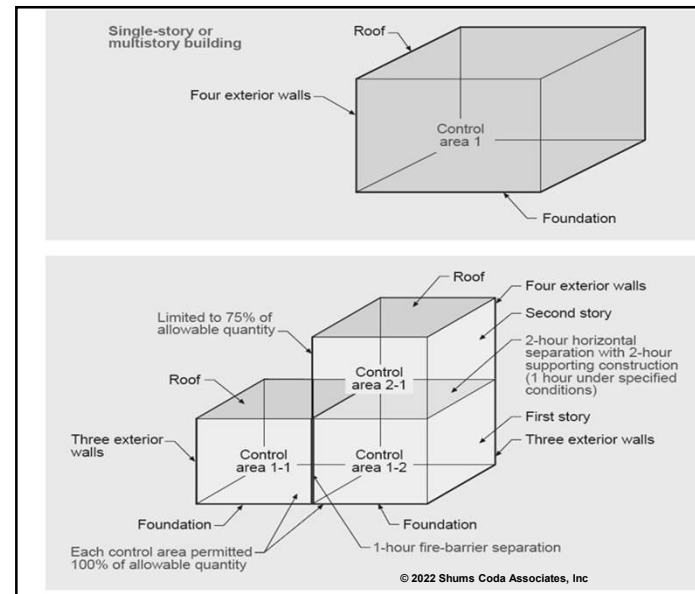 Single-story or
multistory building
Roof
Four exterior walls
Control
area 1
Foundation
Roof
Four exterior walls
Limited to 75% of
allowable quantity
Second story
2-hour horizontal
separation with 2-hour
supporting construction
(1 hour under specified
conditions)
Roof
Control
area 2-1
First story
Three exterior
walls
Control
area 1-1
Control
area 1-2
Three exterior walls
Foundation
Foundation
Each control area permitted
100% of allowable quantity
1-hour fire-barrier separation
© 2022 Shums Coda Associates, Inc